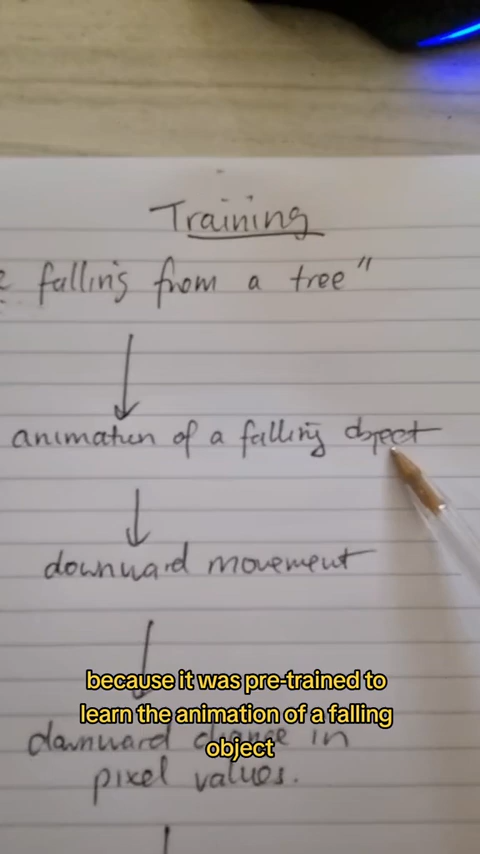 Training
falling from a tree"
animation of a falling object
downward movement
because it was pre-trained to
learn the animation of a falling
object
downward change in
pixel values.